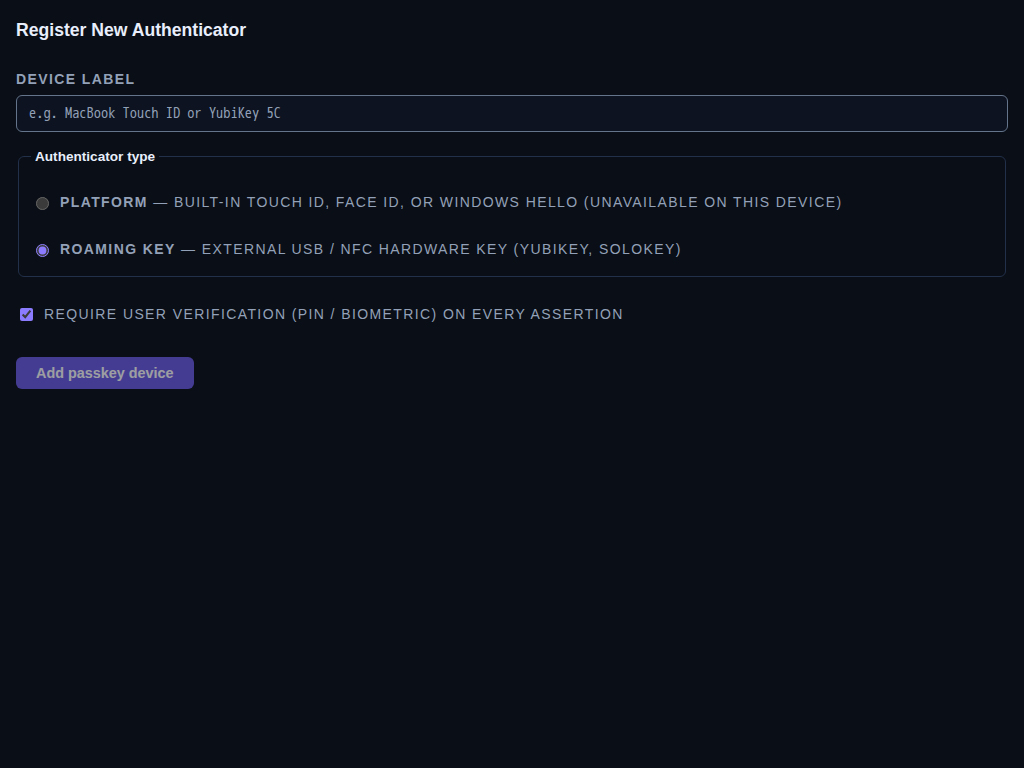 Register New Authenticator
DEVICE LABEL
e.g. MacBook Touch ID or YubiKey 5C
Authenticator type
PLATFORM — BUILT-IN TOUCH ID, FACE ID, OR WINDOWS HELLO (UNAVAILABLE ON THIS DEVICE)
ROAMING KEY — EXTERNAL USB / NFC HARDWARE KEY (YUBIKEY, SOLOKEY)
REQUIRE USER VERIFICATION (PIN / BIOMETRIC) ON EVERY ASSERTION
Add passkey device